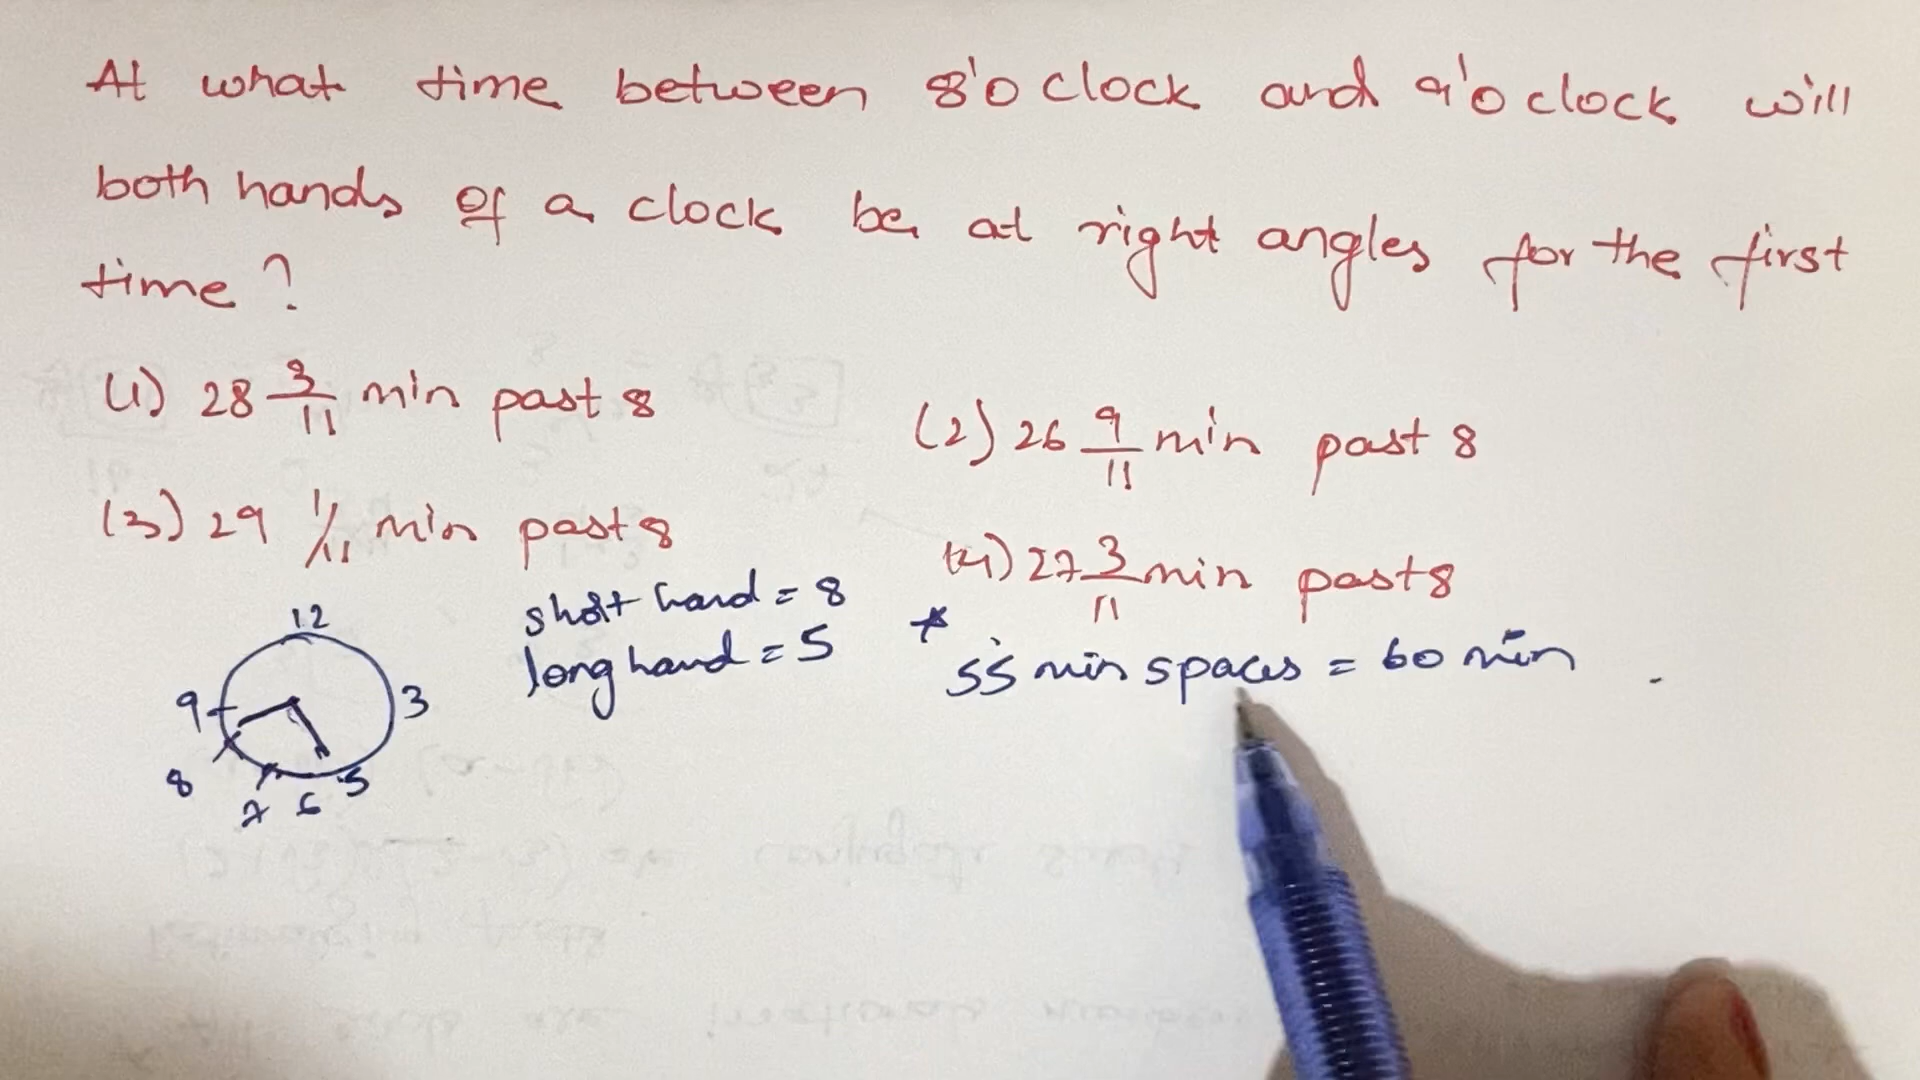 At what time between 8'o clock and 9'o clock will
both hands of a clock be at right angles for the first
time?
(1) 28 3/11 min past 8
(2) 26 9/11 min past 8
(3) 29 1/11 min past 8
(4) 27 3/11 min past 8
short hand = 8
long hand = 5
* 55 min spaces = 60 min
12
9
3
8
7 6 5